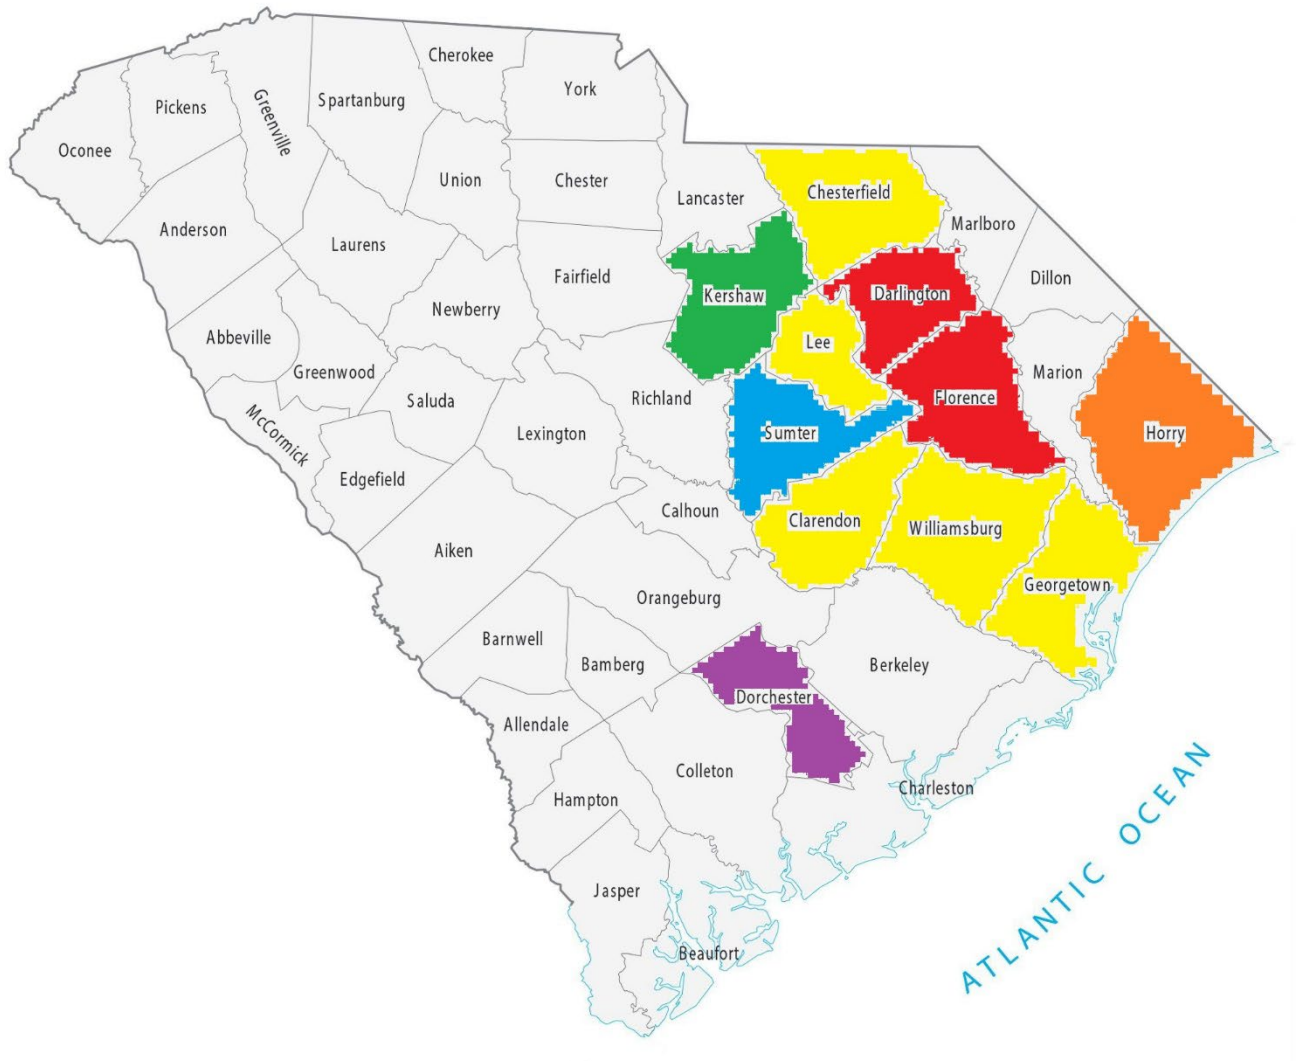 Cherokee
York
Spartanburg
Greenville
Pickens
Oconee
Union
Chester
Lancaster
Chesterfield
Marlboro
Anderson
Laurens
Fairfield
Kershaw
Darlington
Dillon
Newberry
Abbeville
Greenwood
Lee
Marion
Saluda
Richland
Florence
McCormick
Lexington
Sumter
Horry
Edgefield
Calhoun
Clarendon
Williamsburg
Aiken
Georgetown
Orangeburg
Barnwell
Bamberg
Berkeley
Dorchester
Allendale
Colleton
Charleston
Hampton
Jasper
Beaufort
ATLANTIC OCEAN